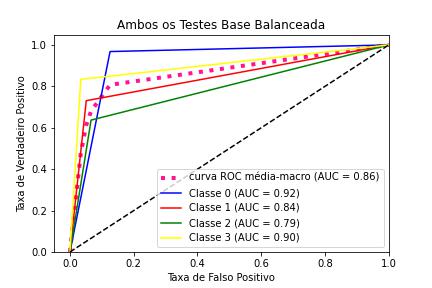 Ambos os Testes Base Balanceada
Taxa de Verdadeiro Positivo
1.0
0.8
0.6
0.4
0.2
0.0
curva ROC média-macro (AUC = 0.86)
Classe 0 (AUC = 0.92)
Classe 1 (AUC = 0.84)
Classe 2 (AUC = 0.79)
Classe 3 (AUC = 0.90)
0.0 0.2 0.4 0.6 0.8 1.0
Taxa de Falso Positivo